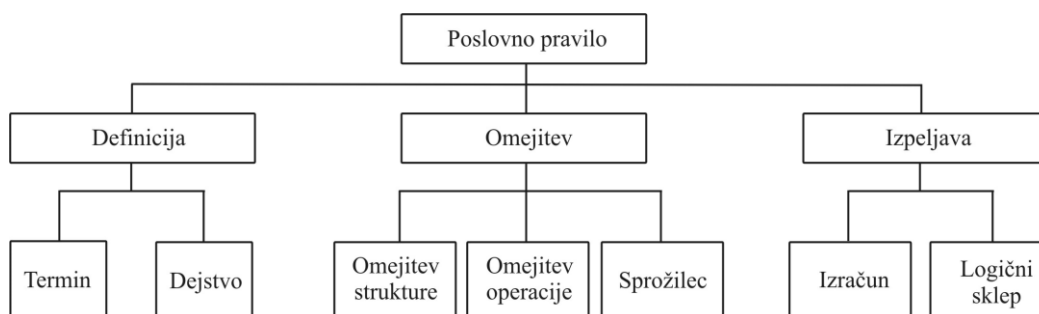 Poslovno pravilo
Definicija
Omejitev
Izpeljava
Termin
Dejstvo
Omejitev
strukture
Omejitev
operacije
Sprožilec
Izračun
Logični
sklep